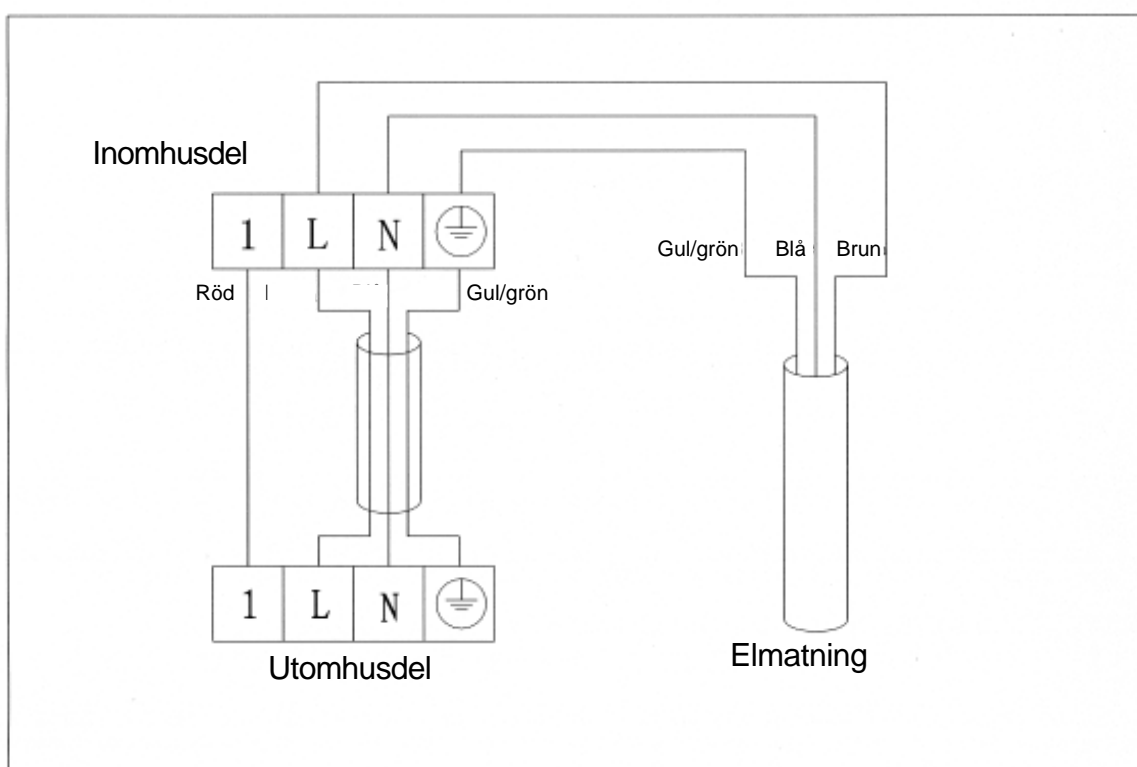 Inomhusdel
1 L N
Gul/grön Blå Brun
Röd Gul/grön
1 L N
Utomhusdel
Elmatning